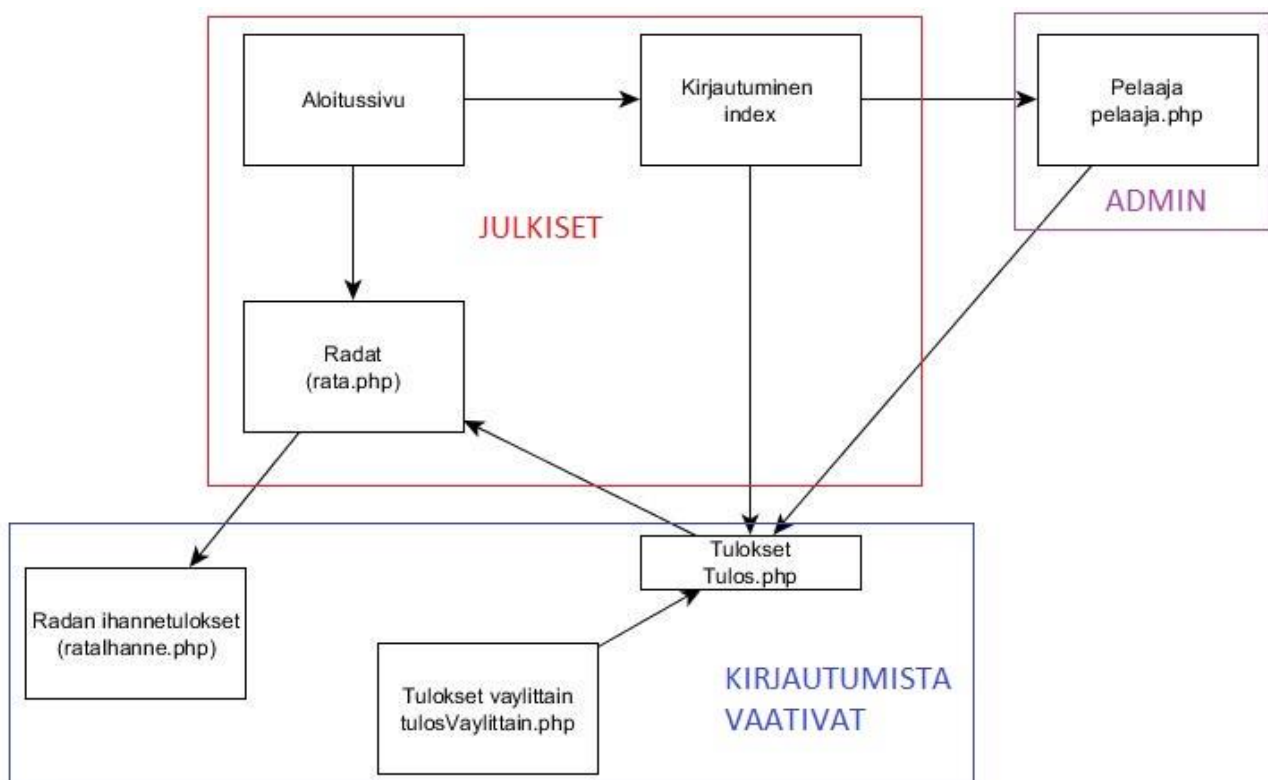 Aloitussivu
Kirjautuminen
index
Pelaaja
pelaaja.php
ADMIN
JULKISET
Radat
(rata.php)
Tulokset
Tulos.php
Radan ihannetulokset
(rataIhanne.php)
Tulokset vaylittain
tulosVaylittain.php
KIRJAUTUMISTA
VAATIVAT